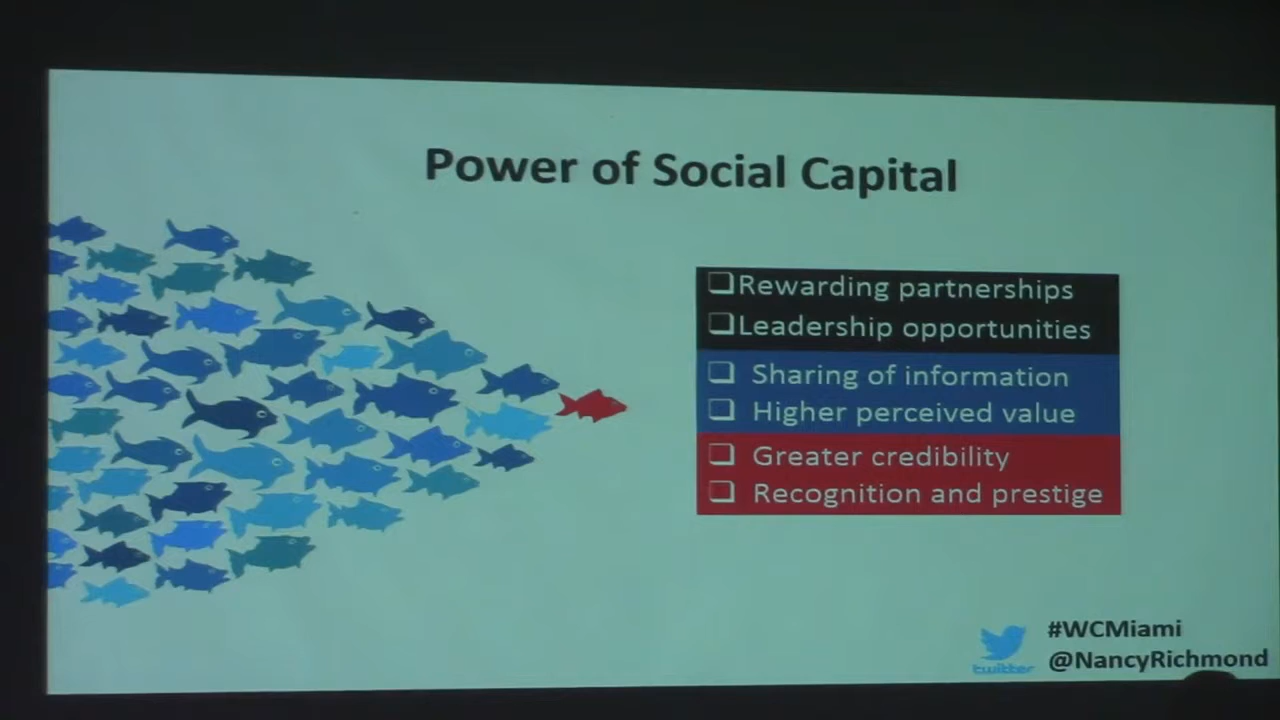 Power of Social Capital
Rewarding partnerships
Leadership opportunities
Sharing of information
Higher perceived value
Greater credibility
Recognition and prestige
#WCMiami
twitter
@NancyRichmond